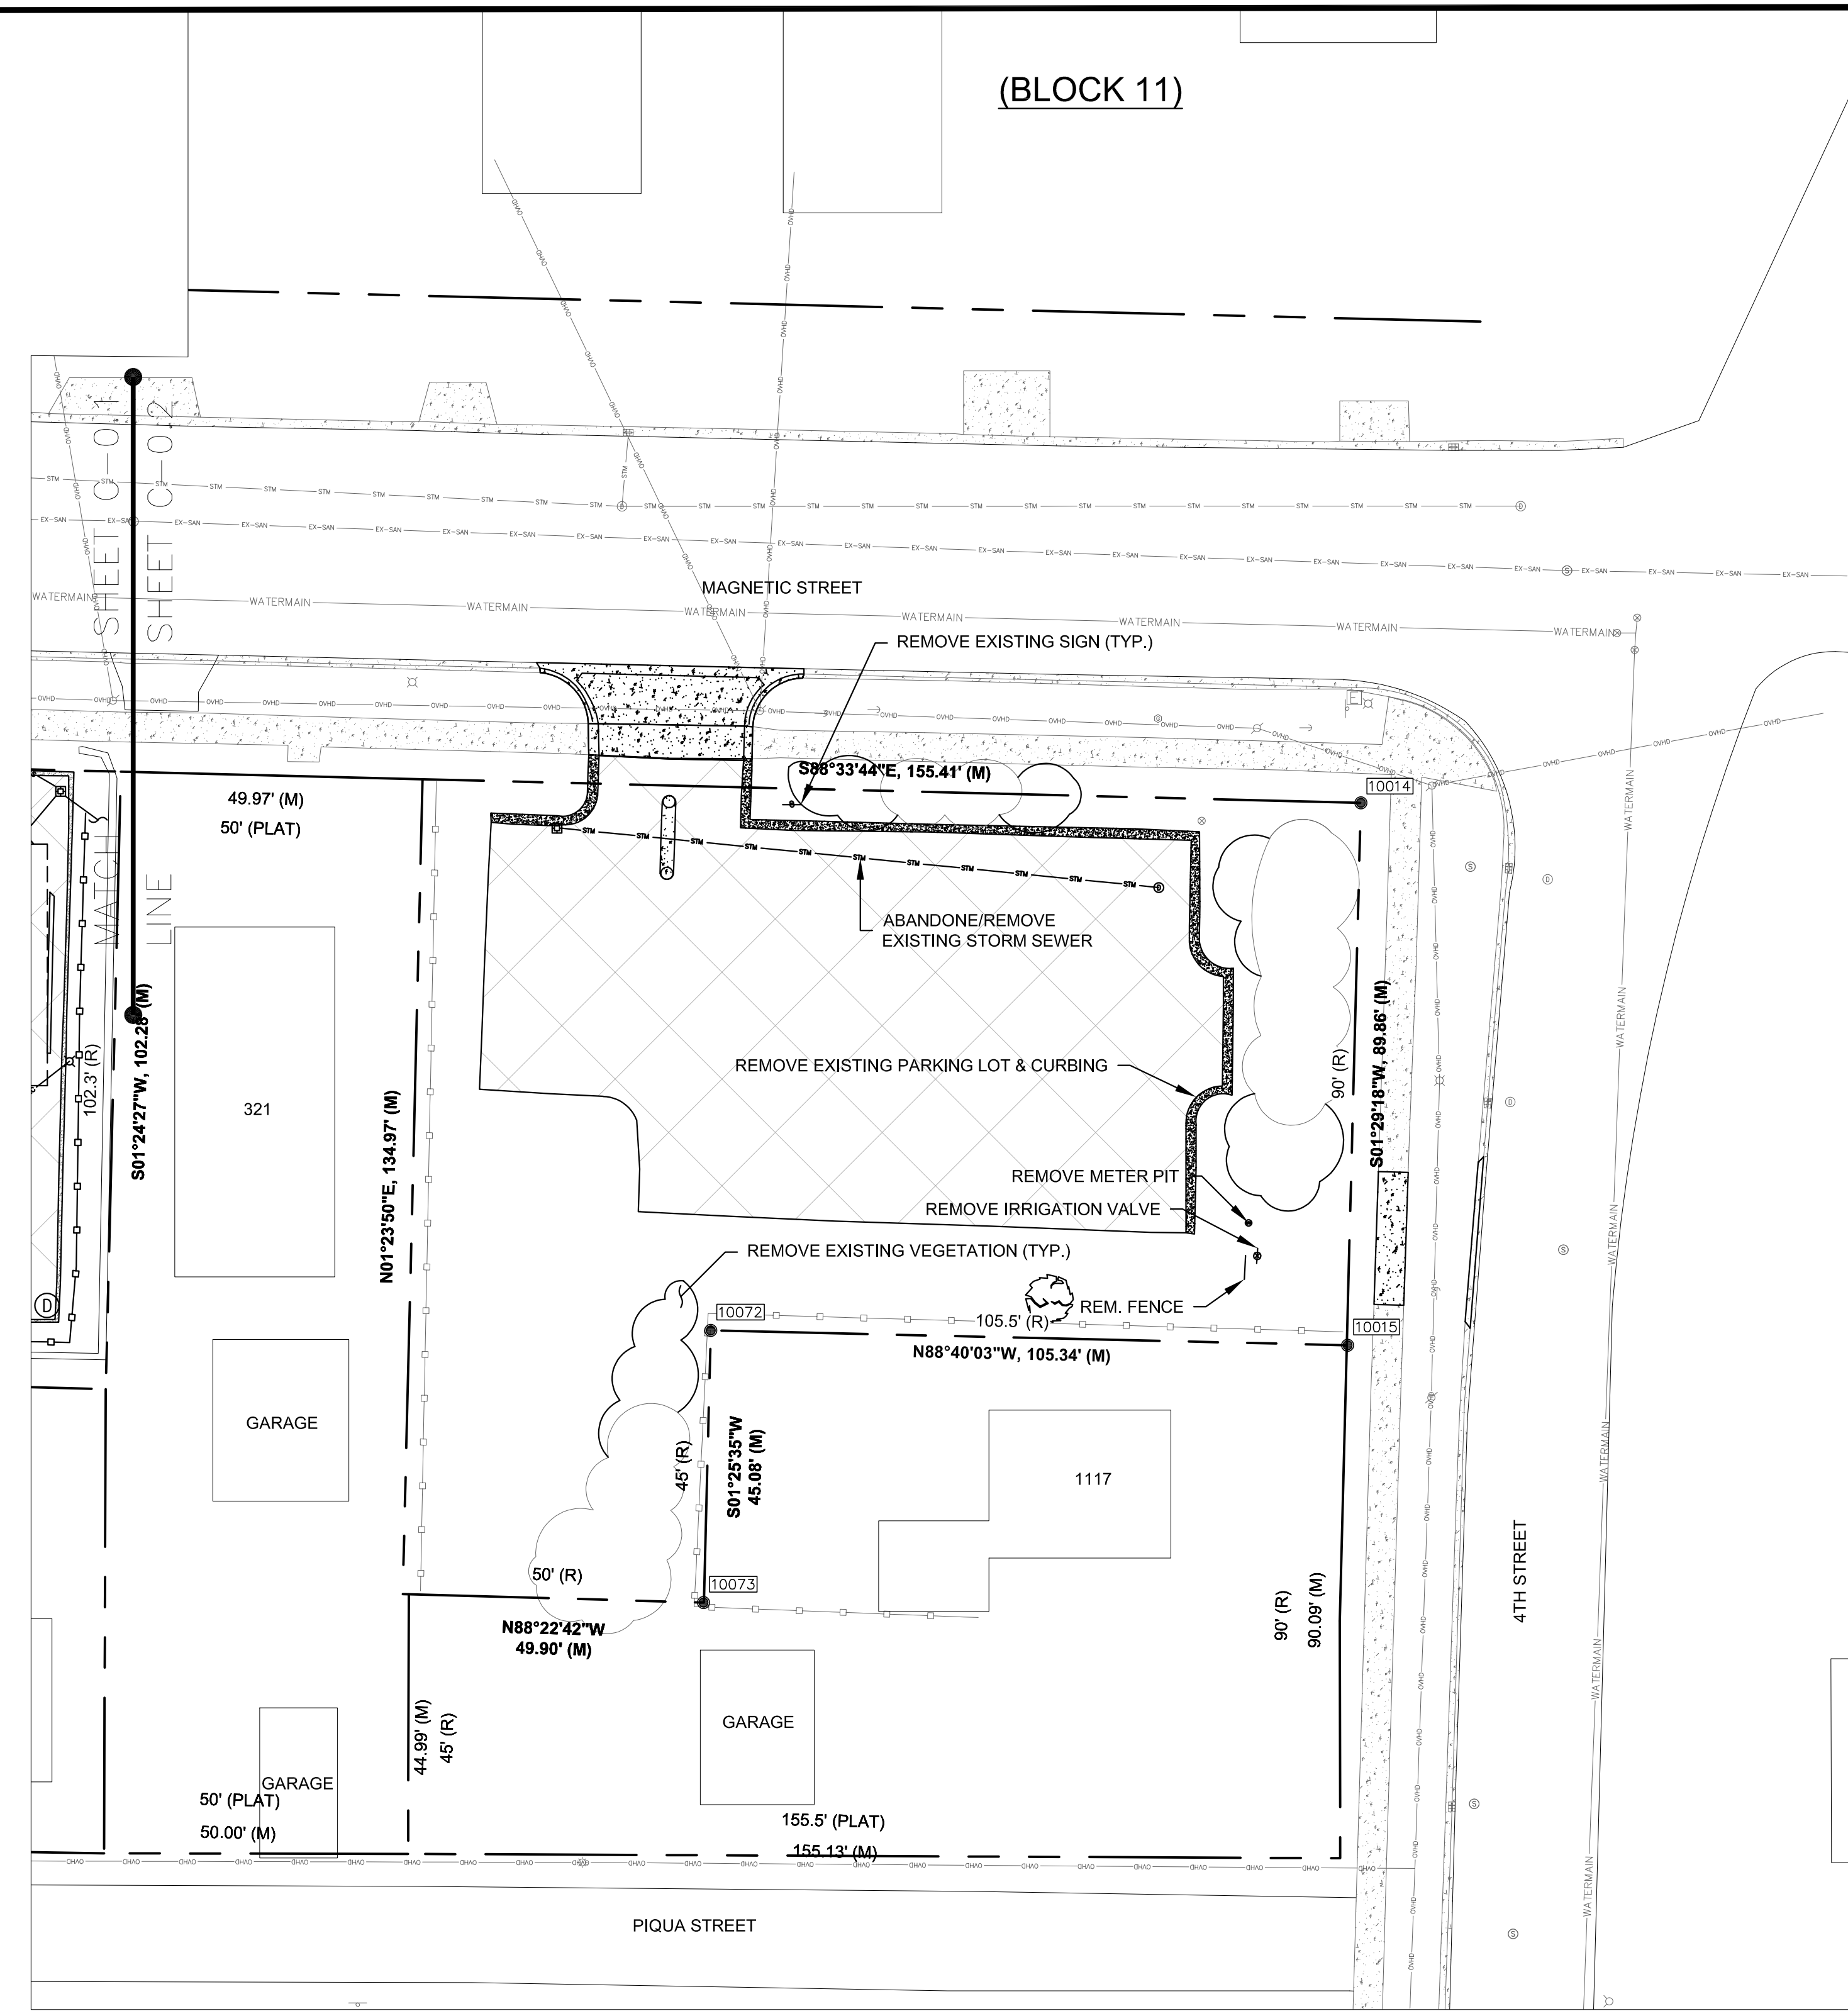 (BLOCK 11)
SHEET C-01
SHEET C-02
MATCH
LINE
MAGNETIC STREET
REMOVE EXISTING SIGN (TYP.)
S88°33'44"E, 155.41' (M)
10014
49.97' (M)
50' (PLAT)
ABANDONE/REMOVE
EXISTING STORM SEWER
S01°24'27"W, 102.28' (M)
102.3' (R)
321
N01°23'50"E, 134.97' (M)
REMOVE EXISTING PARKING LOT & CURBING
90' (R)
S01°29'18"W, 89.86' (M)
REMOVE METER PIT
REMOVE IRRIGATION VALVE
REMOVE EXISTING VEGETATION (TYP.)
REM. FENCE
10072
105.5' (R)
10015
N88°40'03"W, 105.34' (M)
D
GARAGE
45' (R)
S01°25'35"W
45.08' (M)
1117
4TH STREET
50' (R)
10073
N88°22'42"W
49.90' (M)
90' (R)
90.09' (M)
44.99' (M)
45' (R)
GARAGE
GARAGE
50' (PLAT)
50.00' (M)
155.5' (PLAT)
155.13' (M)
PIQUA STREET
WATERMAIN
EX-SAN
STM
OVHD
E